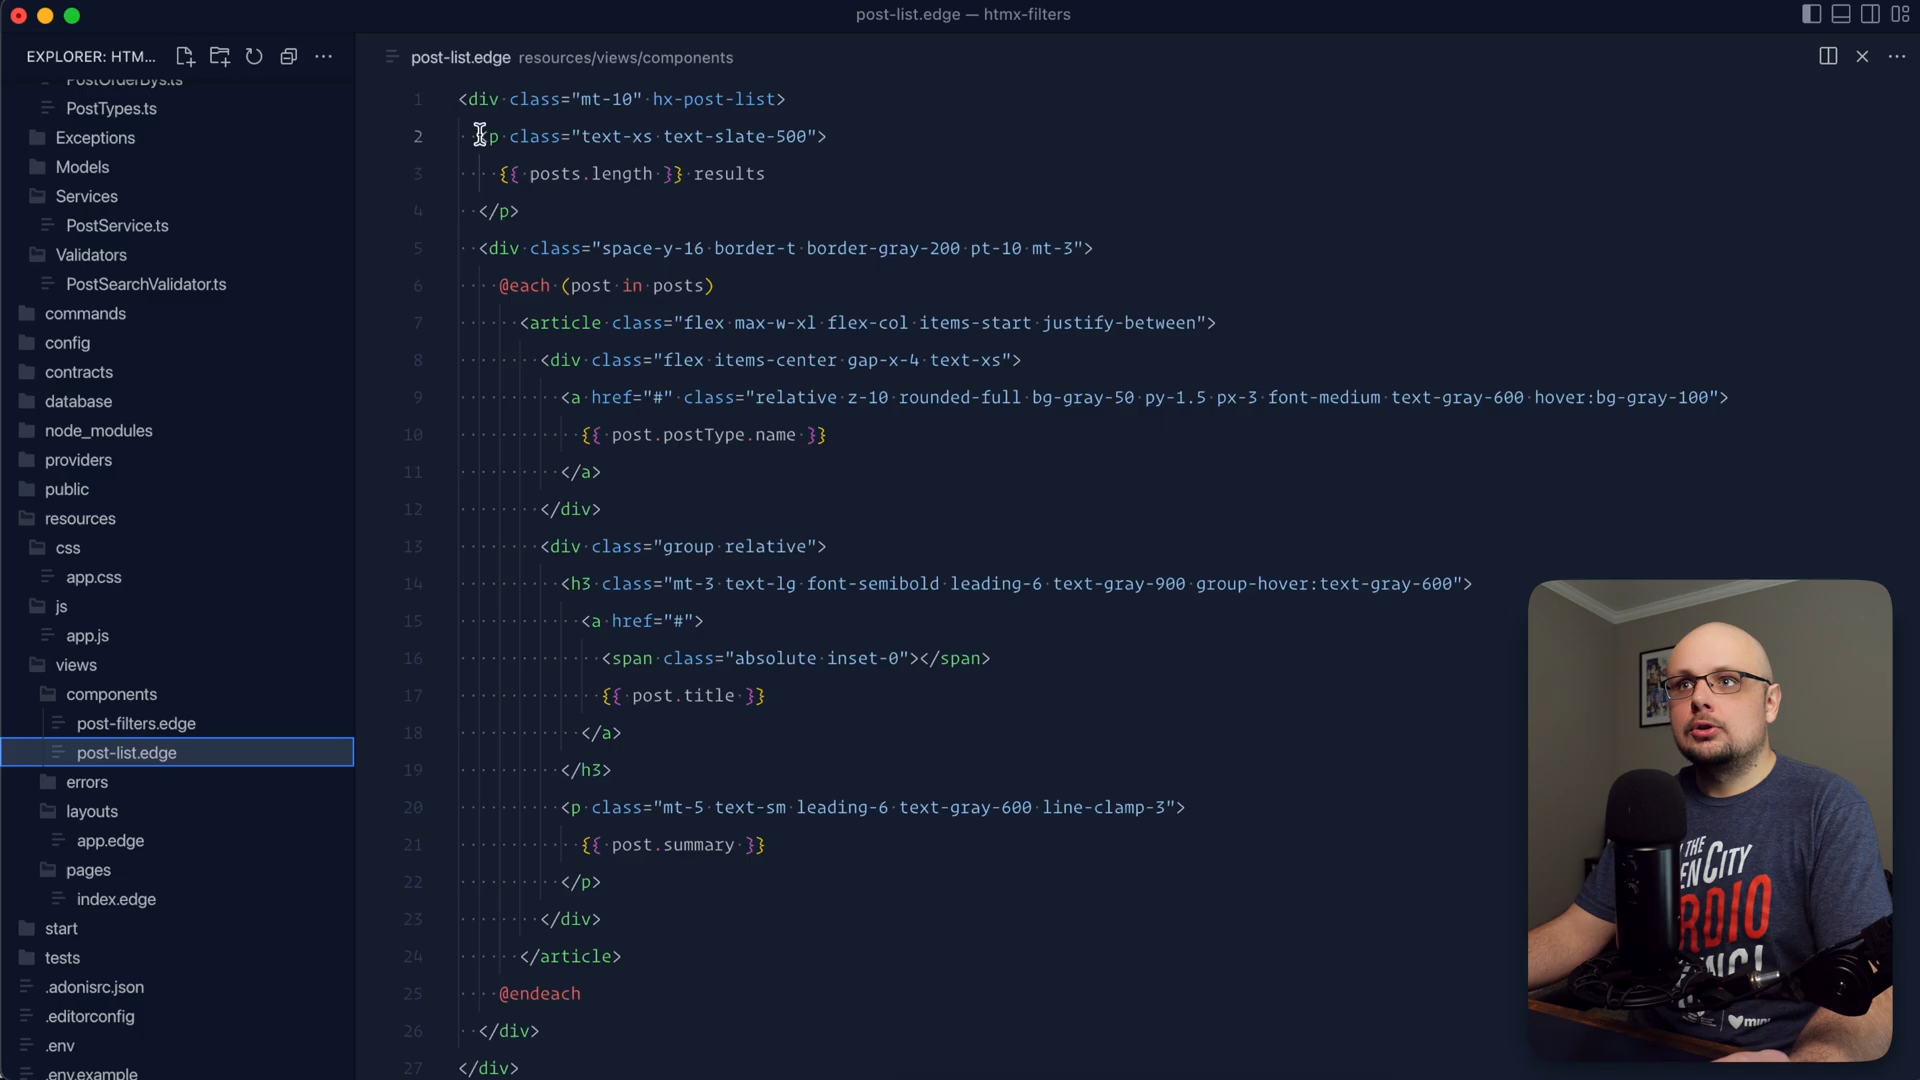 post-list.edge — htmx-filters
EXPLORER: HTM...
PostOrderBys.ts
PostTypes.ts
Exceptions
Models
Services
PostService.ts
Validators
PostSearchValidator.ts
commands
config
contracts
database
node_modules
providers
public
resources
css
app.css
js
app.js
views
components
post-filters.edge
post-list.edge
errors
layouts
app.edge
pages
index.edge
start
tests
.adonisrc.json
.editorconfig
.env
.env.example
post-list.edge resources/views/components
1 <div class="mt-10" hx-post-list>
2 <p class="text-xs text-slate-500">
3 {{ posts.length }} results
4 </p>
5 <div class="space-y-16 border-t border-gray-200 pt-10 mt-3">
6 @each (post in posts)
7 <article class="flex max-w-xl flex-col items-start justify-between">
8 <div class="flex items-center gap-x-4 text-xs">
9 <a href="#" class="relative z-10 rounded-full bg-gray-50 py-1.5 px-3 font-medium text-gray-600 hover:bg-gray-100">
10 {{ post.postType.name }}
11 </a>
12 </div>
13 <div class="group relative">
14 <h3 class="mt-3 text-lg font-semibold leading-6 text-gray-900 group-hover:text-gray-600">
15 <a href="#">
16 <span class="absolute inset-0"></span>
17 {{ post.title }}
18 </a>
19 </h3>
20 <p class="mt-5 text-sm leading-6 text-gray-600 line-clamp-3">
21 {{ post.summary }}
22 </p>
23 </div>
24 </article>
25 @endeach
26 </div>
27 </div>
THE
CITY